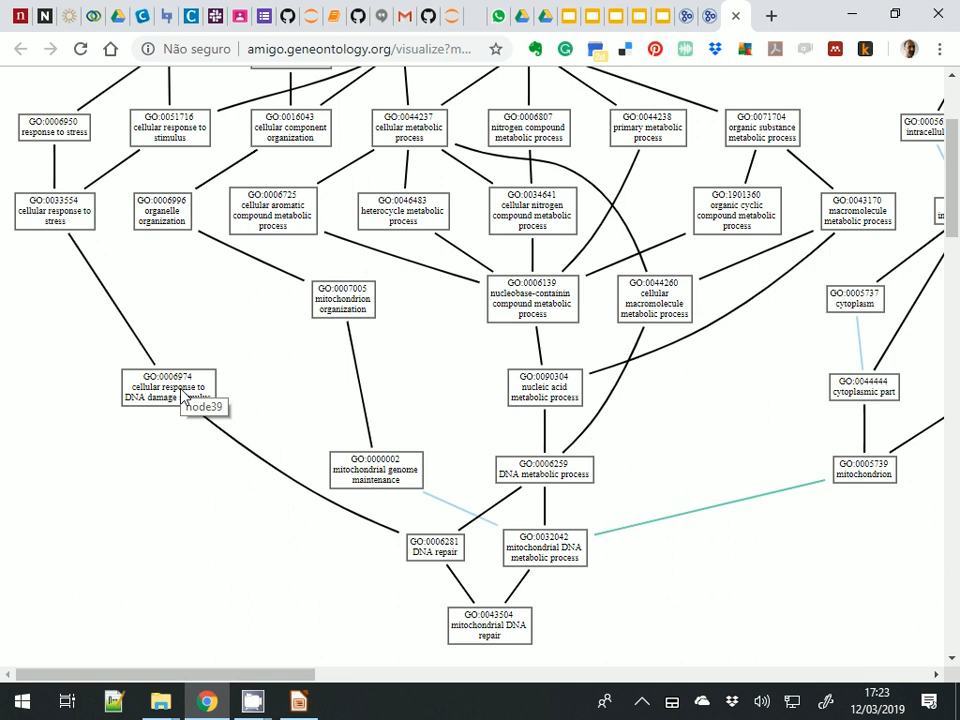 Não seguro
amigo.geneontology.org/visualize?m...
GO:0006950
response to stress
GO:0051716
cellular response to
stimulus
GO:0016043
cellular component
organization
GO:0044237
cellular metabolic
process
GO:0006807
nitrogen compound
metabolic process
GO:0044238
primary metabolic
process
GO:0071704
organic substance
metabolic process
GO:00056
intracellul
GO:0033554
cellular response to
stress
GO:0006996
organelle
organization
GO:0006725
cellular aromatic
compound metabolic
process
GO:0046483
heterocycle metabolic
process
GO:0034641
cellular nitrogen
compound metabolic
process
GO:1901360
organic cyclic
compound metabolic
process
GO:0043170
macromolecule
metabolic process
GO:0007005
mitochondrion
organization
GO:0006139
nucleobase-containin
compound metabolic
process
GO:0044260
cellular
macromolecule
metabolic process
GO:0005737
cytoplasm
GO:0006974
cellular response to
DNA damage
node39
GO:0090304
nucleic acid
metabolic process
GO:0044444
cytoplasmic part
GO:0000002
mitochondrial genome
maintenance
GO:0006259
DNA metabolic process
GO:0005739
mitochondrion
GO:0006281
DNA repair
GO:0032042
mitochondrial DNA
metabolic process
GO:0043504
mitochondrial DNA
repair
17:23
12/03/2019